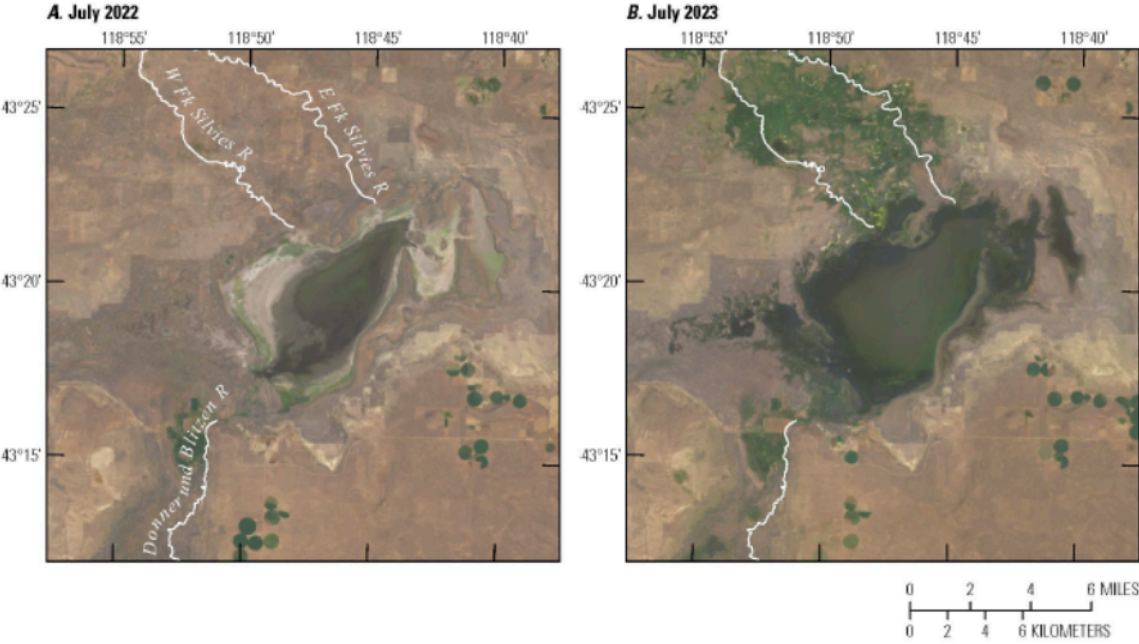 A. July 2022
118°55' 118°50' 118°45' 118°40'
43°25'
43°20'
43°15'
W Fk Silvies R
E Fk Silvies R
Donner und Blitzen R
B. July 2023
118°55' 118°50' 118°45' 118°40'
43°25'
43°20'
43°15'
0 2 4 6 MILES
0 2 4 6 KILOMETERS